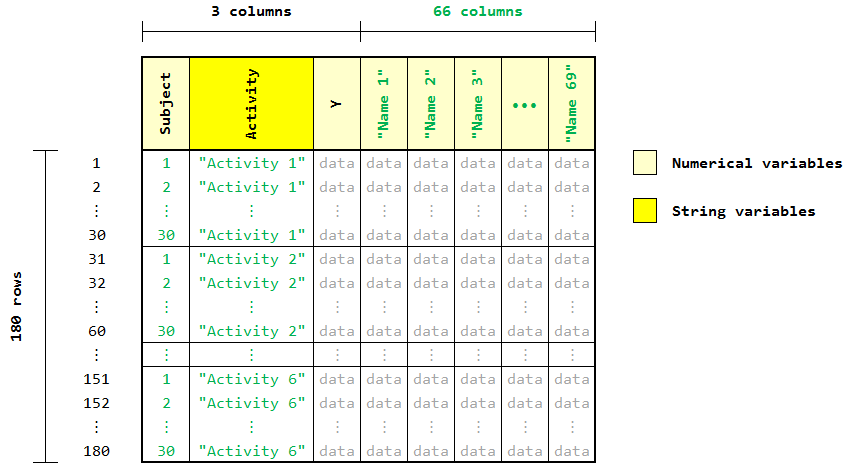 3 columns 66 columns
Subject Activity Y "Name 1" "Name 2" "Name 3" ... "Name 69"
1 1 "Activity 1" data data data data data data
2 2 "Activity 1" data data data data data data
⋮ ⋮ ⋮ ⋮ ⋮ ⋮ ⋮ ⋮ ⋮
30 30 "Activity 1" data data data data data data
31 1 "Activity 2" data data data data data data
32 2 "Activity 2" data data data data data data
⋮ ⋮ ⋮ ⋮ ⋮ ⋮ ⋮ ⋮ ⋮
60 30 "Activity 2" data data data data data data
⋮ ⋮ ⋮ ⋮ ⋮ ⋮ ⋮ ⋮ ⋮
151 1 "Activity 6" data data data data data data
152 2 "Activity 6" data data data data data data
⋮ ⋮ ⋮ ⋮ ⋮ ⋮ ⋮ ⋮ ⋮
180 30 "Activity 6" data data data data data data
180 rows
Numerical variables
String variables